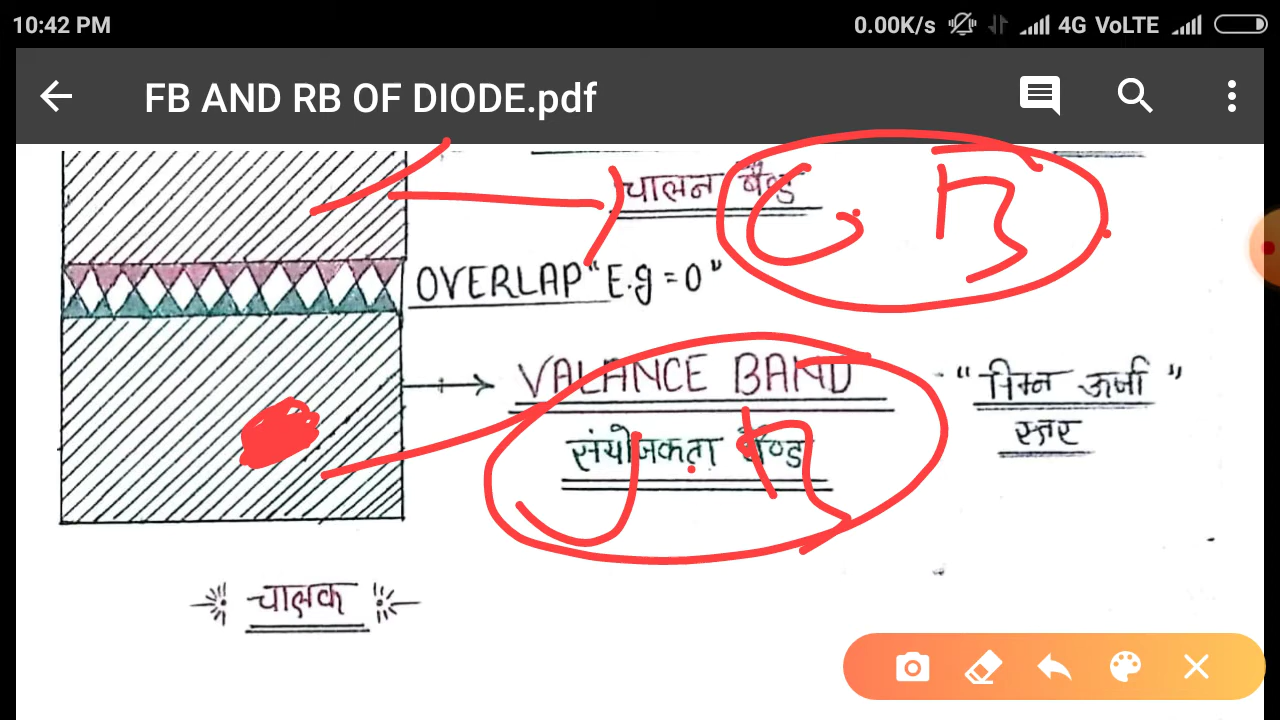 10:42 PM 0.00K/s 4G VoLTE
FB AND RB OF DIODE.pdf
चालन बैण्ड
C. B
OVERLAP "E.g = 0"
VALANCE BAND - "निम्न ऊर्जा"
संयोजकता बैण्ड स्तर
चालक